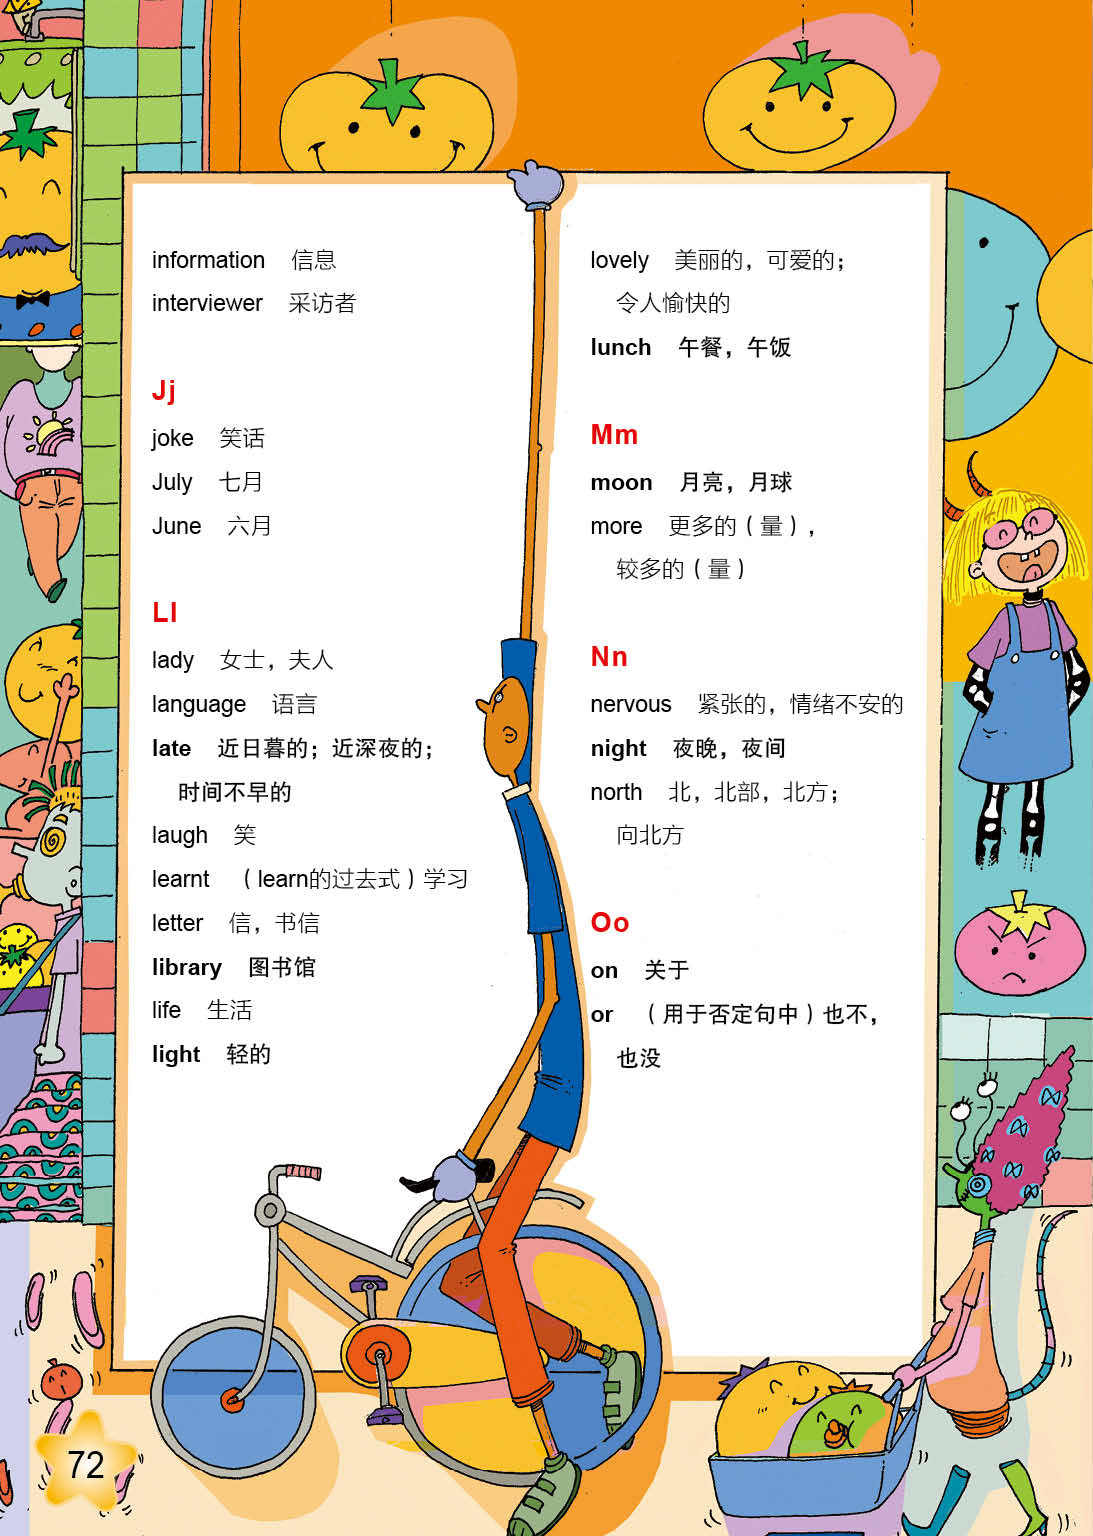 information 信息
interviewer 采访者
Jj
joke 笑话
July 七月
June 六月
Ll
lady 女士，夫人
language 语言
late 近日暮的；近深夜的；
时间不早的
laugh 笑
learnt （learn的过去式）学习
letter 信，书信
library 图书馆
life 生活
light 轻的
lovely 美丽的，可爱的；
令人愉快的
lunch 午餐，午饭
Mm
moon 月亮，月球
more 更多的（量），
较多的（量）
Nn
nervous 紧张的，情绪不安的
night 夜晚，夜间
north 北，北部，北方；
向北方
Oo
on 关于
or （用于否定句中）也不，
也没
72